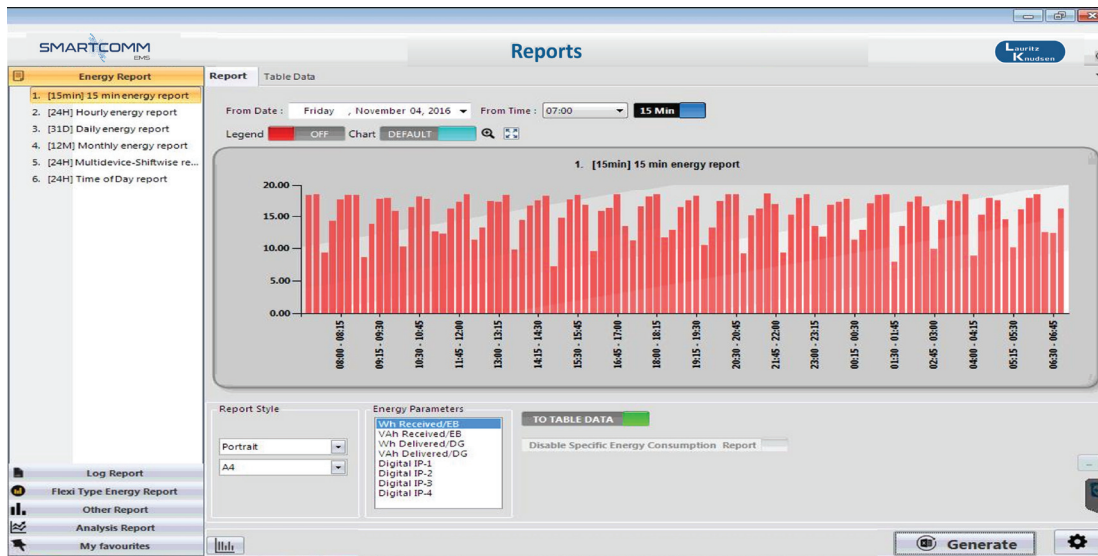 SMARTCOMM
EMS
Reports
Lauritz
Knudsen
Energy Report
1. [15min] 15 min energy report
2. [24H] Hourly energy report
3. [31D] Daily energy report
4. [12M] Monthly energy report
5. [24H] Multidevice-Shiftwise re...
6. [24H] Time of Day report
Log Report
Flexi Type Energy Report
Other Report
Analysis Report
My favourites
Report Table Data
From Date : Friday , November 04, 2016 From Time : 07:00 15 Min
Legend OFF Chart DEFAULT
1. [15min] 15 min energy report
20.00
15.00
10.00
5.00
0.00
08:00 - 08:15
09:15 - 09:30
10:30 - 10:45
11:45 - 12:00
13:00 - 13:15
14:15 - 14:30
15:30 - 15:45
16:45 - 17:00
18:00 - 18:15
19:15 - 19:30
20:30 - 20:45
21:45 - 22:00
23:00 - 23:15
00:15 - 00:30
01:30 - 01:45
02:45 - 03:00
04:00 - 04:15
05:15 - 05:30
06:30 - 06:45
Report Style
Portrait
A4
Energy Parameters
Wh Received/EB
VAh Received/EB
Wh Delivered/DG
VAh Delivered/DG
Digital IP-1
Digital IP-2
Digital IP-3
Digital IP-4
TO TABLE DATA
Disable Specific Energy Consumption Report
...
Generate